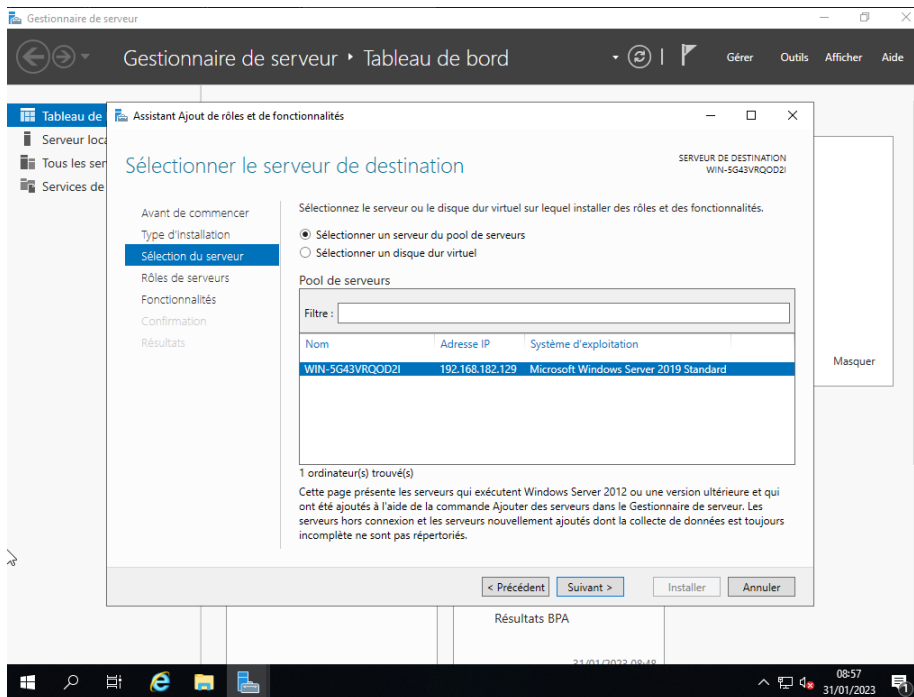 Gestionnaire de serveur
Gestionnaire de serveur ‣ Tableau de bord
Gérer Outils Afficher Aide
Tableau de
Serveur loca
Tous les ser
Services de
Assistant Ajout de rôles et de fonctionnalités
Sélectionner le serveur de destination
SERVEUR DE DESTINATION
WIN-5G43VRQOD2I
Avant de commencer
Type d'installation
Sélection du serveur
Rôles de serveurs
Fonctionnalités
Confirmation
Résultats
Sélectionnez le serveur ou le disque dur virtuel sur lequel installer des rôles et des fonctionnalités.
Sélectionner un serveur du pool de serveurs
Sélectionner un disque dur virtuel
Pool de serveurs
Filtre :
Nom Adresse IP Système d'exploitation
WIN-5G43VRQOD2I 192.168.182.129 Microsoft Windows Server 2019 Standard
1 ordinateur(s) trouvé(s)
Cette page présente les serveurs qui exécutent Windows Server 2012 ou une version ultérieure et qui
ont été ajoutés à l'aide de la commande Ajouter des serveurs dans le Gestionnaire de serveur. Les
serveurs hors connexion et les serveurs nouvellement ajoutés dont la collecte de données est toujours
incomplète ne sont pas répertoriés.
< Précédent Suivant > Installer Annuler
Masquer
Résultats BPA
31/01/2023 08:48
08:57
31/01/2023
1